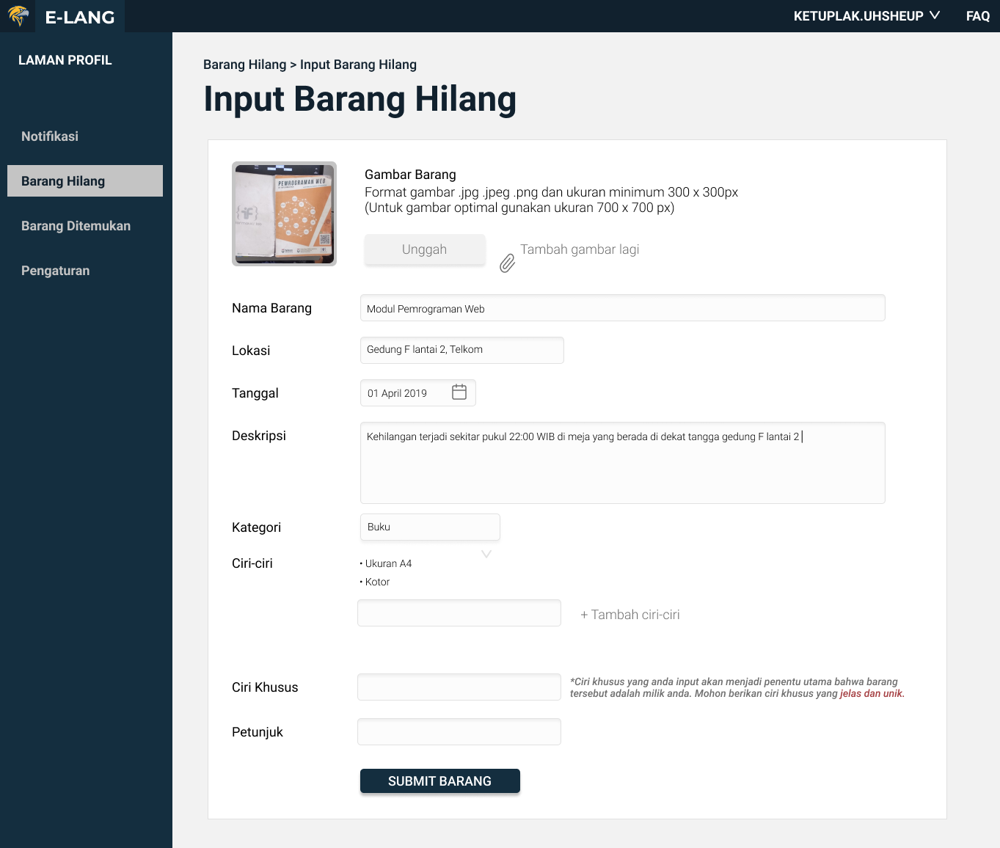 E-LANG
KETUPLAK.UHSHEUP
FAQ
LAMAN PROFIL
Notifikasi
Barang Hilang
Barang Ditemukan
Pengaturan
Barang Hilang > Input Barang Hilang
Input Barang Hilang
PEMROGRAMAN WEB
Gambar Barang
Format gambar .jpg .jpeg .png dan ukuran minimum 300 x 300px
(Untuk gambar optimal gunakan ukuran 700 x 700 px)
Unggah
Tambah gambar lagi
Nama Barang
Modul Pemrograman Web
Lokasi
Gedung F lantai 2, Telkom
Tanggal
01 April 2019
Deskripsi
Kehilangan terjadi sekitar pukul 22:00 WIB di meja yang berada di dekat tangga gedung F lantai 2
Kategori
Buku
Ciri-ciri
• Ukuran A4
• Kotor
+ Tambah ciri-ciri
Ciri Khusus
*Ciri khusus yang anda input akan menjadi penentu utama bahwa barang
tersebut adalah milik anda. Mohon berikan ciri khusus yang jelas dan unik.
Petunjuk
SUBMIT BARANG